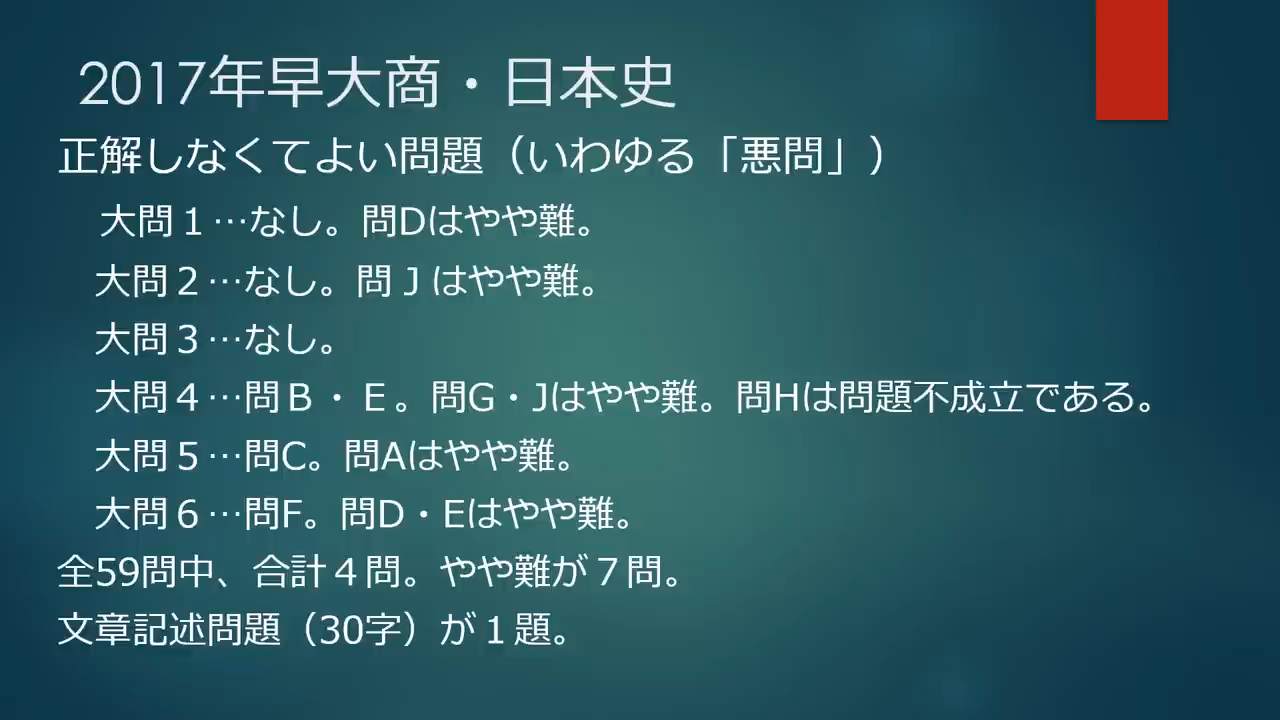 2017年早大商・日本史
正解しなくてよい問題（いわゆる「悪問」）
大問１…なし。問Dはやや難。
大問２…なし。問Ｊはやや難。
大問３…なし。
大問４…問Ｂ・Ｅ。問G・Jはやや難。問Hは問題不成立である。
大問５…問C。問Aはやや難。
大問６…問F。問D・Eはやや難。
全59問中、合計４問。やや難が７問。
文章記述問題（30字）が１題。